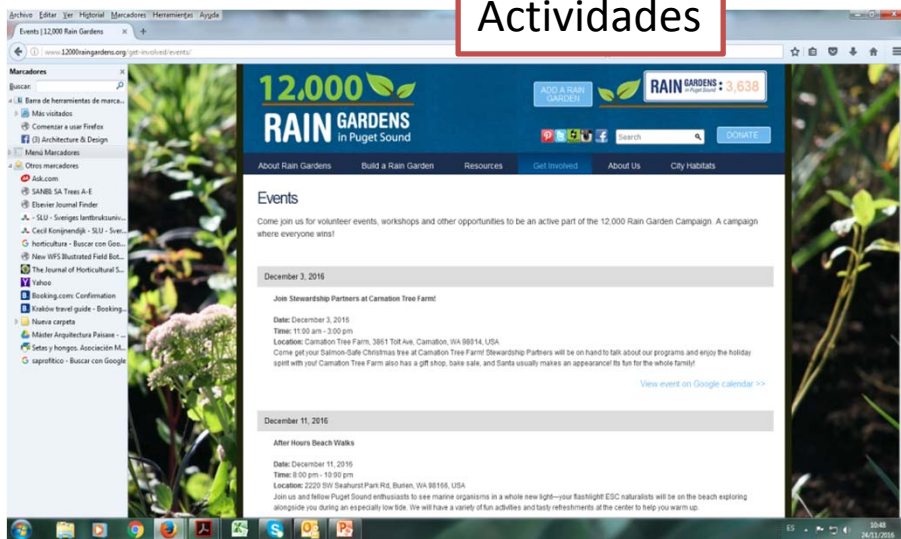 Actividades
Archivo Editar Ver Historial Marcadores Herramientas Ayuda
Events | 12,000 Rain Gardens
www.12000raingardens.org/get-involved/events/
Marcadores
Buscar:
Barra de herramientas de marca...
Más visitados
Comenzar a usar Firefox
(3) Architecture & Design
Menú Marcadores
Otros marcadores
Ask.com
SANBI: SA Trees A-E
Elsevier Journal Finder
- SLU - Sveriges lantbruksuniv...
Cecil Konijnendijk - SLU - Sver...
horticultura - Buscar con Goo...
New WFS Illustrated Field Bot...
The Journal of Horticultural S...
Yahoo
Booking.com: Confirmation
Kraków travel guide - Booking...
Nueva carpeta
Máster Arquitectura Paisaxe - ...
Setas y hongos. Asociación M...
saprofitico - Buscar con Google
12,000
RAIN GARDENS
in Puget Sound
ADD A RAIN
GARDEN
RAIN GARDENS in Puget Sound : 3,638
Search
DONATE
About Rain Gardens Build a Rain Garden Resources Get Involved About Us City Habitats
Events
Come join us for volunteer events, workshops and other opportunities to be an active part of the 12,000 Rain Garden Campaign. A campaign
where everyone wins!
December 3, 2016
Join Stewardship Partners at Carnation Tree Farm!
Date: December 3, 2016
Time: 11:00 am - 3:00 pm
Location: Carnation Tree Farm, 3861 Tolt Ave, Carnation, WA 98014, USA
Come get your Salmon-Safe Christmas tree at Carnation Tree Farm! Stewardship Partners will be on hand to talk about our programs and enjoy the holiday
spirit with you! Carnation Tree Farm also has a gift shop, bake sale, and Santa usually makes an appearance! Its fun for the whole family!
View event on Google calendar >>
December 11, 2016
After Hours Beach Walks
Date: December 11, 2016
Time: 8:00 pm - 10:00 pm
Location: 2220 SW Seahurst Park Rd, Burien, WA 98166, USA
Join us and fellow Puget Sound enthusiasts to see marine organisms in a whole new light—your flashlight! ESC naturalists will be on the beach exploring
alongside you during an especially low tide. We will have a variety of fun activities and tasty refreshments at the center to help you warm up.
ES
10:48
24/11/2016